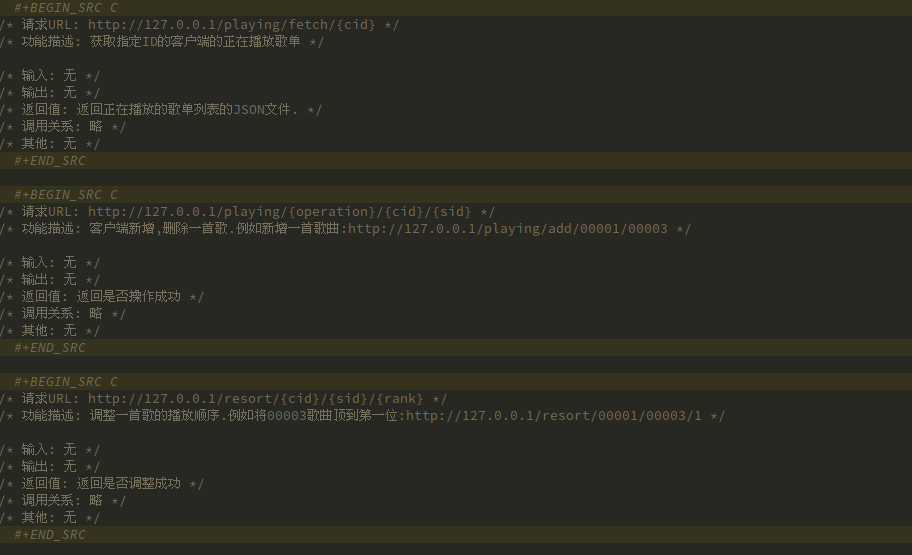 #+BEGIN_SRC C
/* 请求URL: http://127.0.0.1/playing/fetch/{cid} */
/* 功能描述: 获取指定ID的客户端的正在播放歌单 */
/* 输入: 无 */
/* 输出: 无 */
/* 返回值: 返回正在播放的歌单列表的JSON文件. */
/* 调用关系: 略 */
/* 其他: 无 */
#+END_SRC
#+BEGIN_SRC C
/* 请求URL: http://127.0.0.1/playing/{operation}/{cid}/{sid} */
/* 功能描述: 客户端新增,删除一首歌.例如新增一首歌曲:http://127.0.0.1/playing/add/00001/00003 */
/* 输入: 无 */
/* 输出: 无 */
/* 返回值: 返回是否操作成功 */
/* 调用关系: 略 */
/* 其他: 无 */
#+END_SRC
#+BEGIN_SRC C
/* 请求URL: http://127.0.0.1/resort/{cid}/{sid}/{rank} */
/* 功能描述: 调整一首歌的播放顺序.例如将00003歌曲顶到第一位:http://127.0.0.1/resort/00001/00003/1 */
/* 输入: 无 */
/* 输出: 无 */
/* 返回值: 返回是否调整成功 */
/* 调用关系: 略 */
/* 其他: 无 */
#+END_SRC